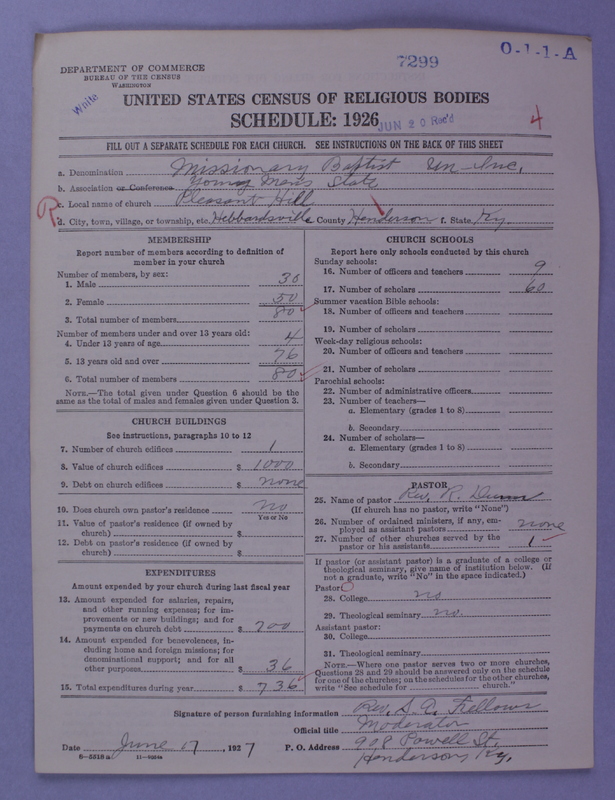 7299
O-1-1-A
DEPARTMENT OF COMMERCE
BUREAU OF THE CENSUS
WASHINGTON
White
UNITED STATES CENSUS OF RELIGIOUS BODIES
SCHEDULE: 1926
JUN 20 Rec'd
4
FILL OUT A SEPARATE SCHEDULE FOR EACH CHURCH. SEE INSTRUCTIONS ON THE BACK OF THIS SHEET
a. Denomination Missionary Baptist Un-Inc.
b. Association or Conference Young Men's State
c. Local name of church Pleasant Hill
R
d. City, town, village, or township, etc. Hebbardsville County Henderson f. State, Ky.
MEMBERSHIP
Report number of members according to definition of
member in your church
Number of members, by sex:
1. Male 30
2. Female 50
3. Total number of members 80
Number of members under and over 13 years old:
4. Under 13 years of age 4
5. 13 years old and over 76
6. Total number of members 80
NOTE.—The total given under Question 6 should be
same as the total of males and females given under Question 3.
CHURCH BUILDINGS
See instructions, paragraphs 10 to 12
7. Number of church edifices 1
8. Value of church edifices $ 1000
9. Debt on church edifices $ none
10. Does church own pastor's residence? no
Yes or No
11. Value of pastor's residence (if owned by
church) $
12. Debt on pastor's residence (if owned by
church) $
EXPENDITURES
Amount expended by your church during last fiscal year
13. Amount expended for salaries, repairs,
and other running expenses; for im-
provements or new buildings; and for
payments on church debt $ 700
14. Amount expended for benevolences, in-
cluding home and foreign missions; for
denominational support; and for all
other purposes $ 36
15. Total expenditures during year $ 736
CHURCH SCHOOLS
Report here only schools conducted by this church
Sunday schools:
16. Number of officers and teachers 9
17. Number of scholars 60
Summer vacation Bible schools:
18. Number of officers and teachers
19. Number of scholars
Week-day religious schools:
20. Number of officers and teachers
21. Number of scholars
Parochial schools:
22. Number of administrative officers
23. Number of teachers—
a. Elementary (grades 1 to 8)
b. Secondary
24. Number of scholars—
a. Elementary (grades 1 to 8)
b. Secondary
PASTOR
25. Name of pastor Rev. R. Dunn
(If church has no pastor, write "None")
26. Number of ordained ministers, if any, em-
ployed as assistant pastors none
27. Number of other churches served by the
pastor or his assistants 1
If pastor (or assistant pastor) is a graduate of a college or
theological seminary, give name of institution below. (If
not a graduate, write "No" in the space indicated.)
Pastor
28. College no
29. Theological seminary no.
Assistant pastor:
30. College
31. Theological seminary
NOTE.—Where one pastor serves two or more churches,
Questions 28 and 29 should be answered only on the schedule
for one of the churches; on the schedules for the other churches,
write "See schedule for church."
Signature of person furnishing information Rev. S. A. Fellows
Official title Moderator
Date June 17, 1927 P. O. Address 908 Powell St.
Henderson Ky.
8-5318 a